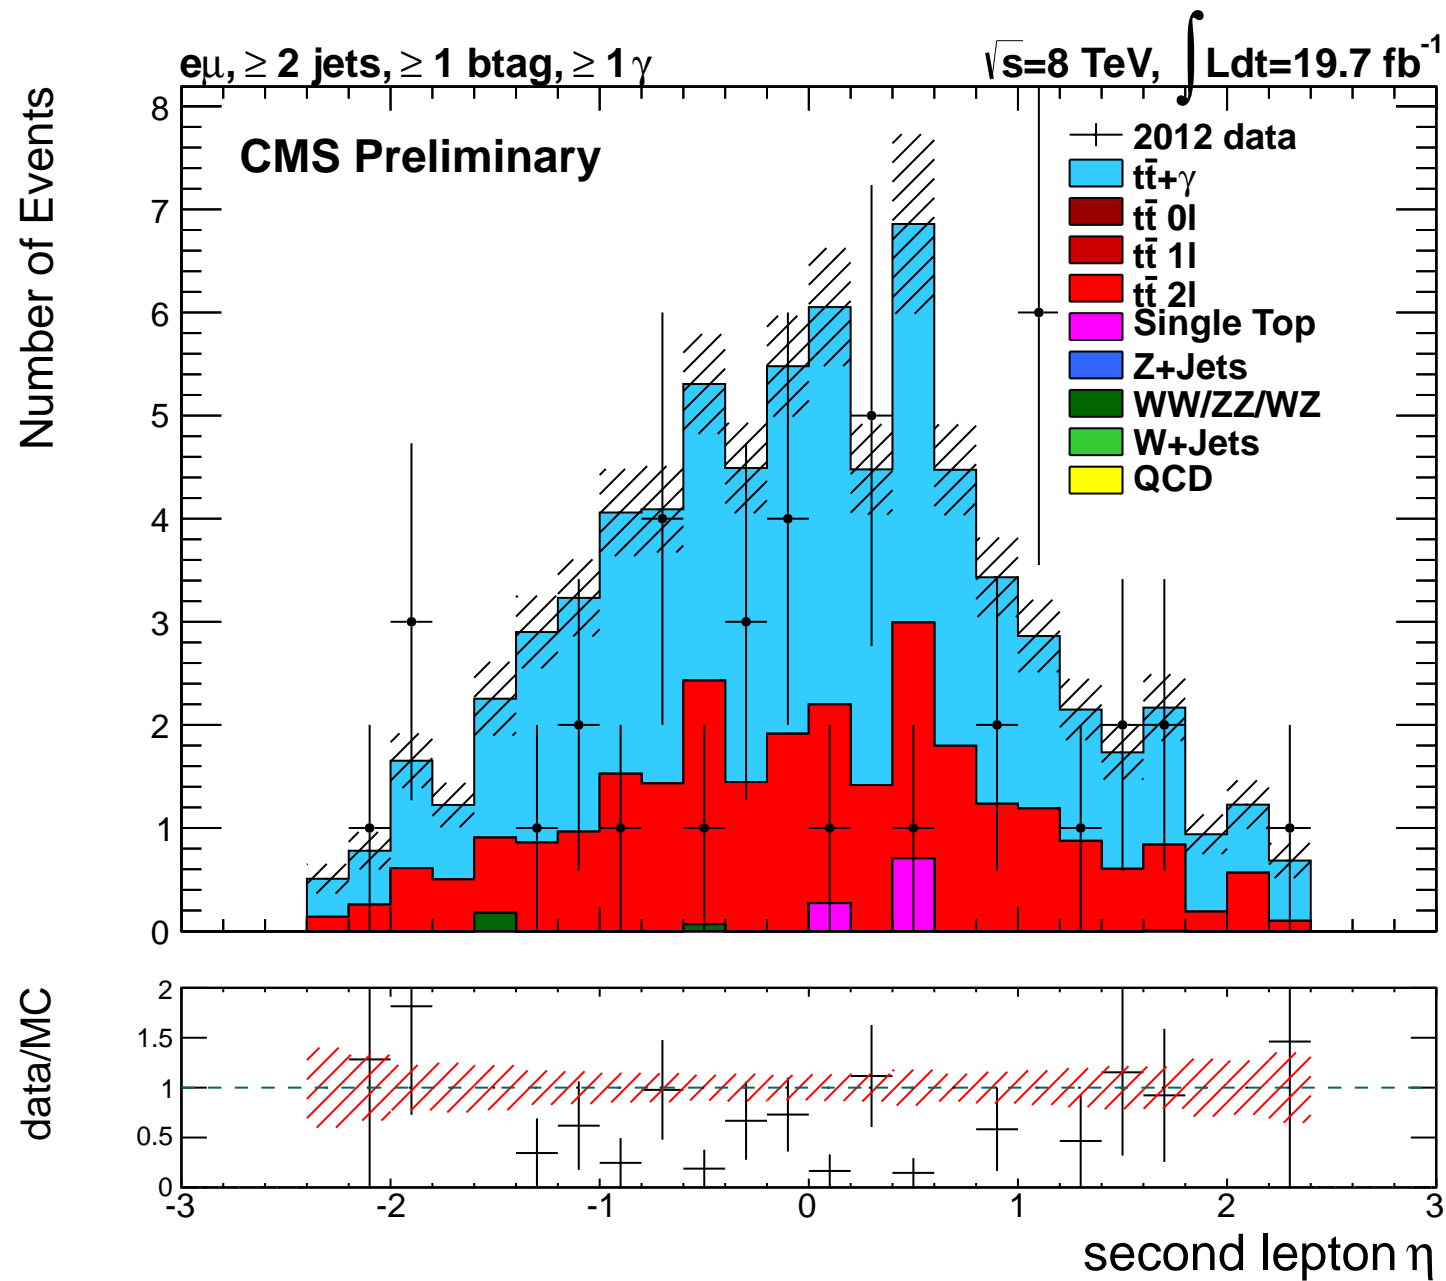 eμ, ≥ 2 jets, ≥ 1 btag, ≥ 1 γ
√s=8 TeV, ∫Ldt=19.7 fb⁻¹
CMS Preliminary
2012 data
tt̄+γ
tt̄ 0l
tt̄ 1l
tt̄ 2l
Single Top
Z+Jets
WW/ZZ/WZ
W+Jets
QCD
Number of Events
8
7
6
5
4
3
2
1
0
data/MC
2
1.5
1
0.5
0
-3 -2 -1 0 1 2 3
second lepton η